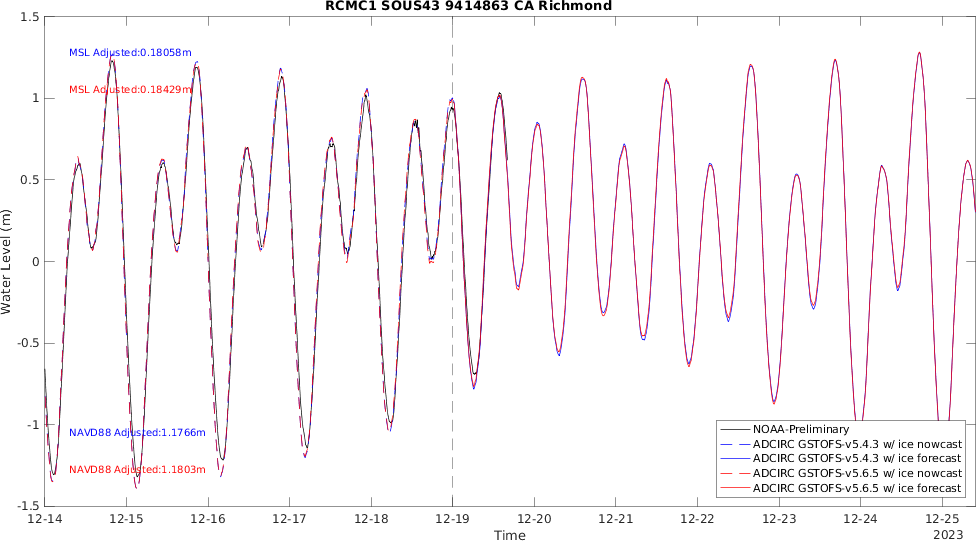 RCMC1 SOUS43 9414863 CA Richmond
1.5
MSL Adjusted:0.18058m
1
MSL Adjusted:0.18429m
0.5
Water Level (m)
0
-0.5
-1
NAVD88 Adjusted:1.1766m
NAVD88 Adjusted:1.1803m
-1.5
NOAA-Preliminary
ADCIRC GSTOFS-v5.4.3 w/ ice nowcast
ADCIRC GSTOFS-v5.4.3 w/ ice forecast
ADCIRC GSTOFS-v5.6.5 w/ ice nowcast
ADCIRC GSTOFS-v5.6.5 w/ ice forecast
12-14 12-15 12-16 12-17 12-18 12-19 12-20 12-21 12-22 12-23 12-24 12-25
Time
2023